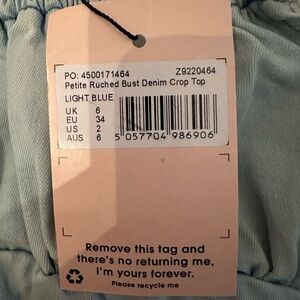 PO: 4500171464 Z9220464
Petite Ruched Bust Denim Crop Top
LIGHT BLUE
UK 6
EU 34
US 2
AUS 6
5 057704 986906
Remove this tag and
there's no returning me,
I'm yours forever.
Please recycle me